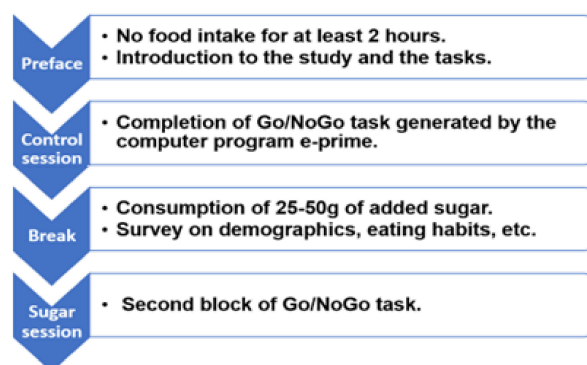 Preface
• No food intake for at least 2 hours.
• Introduction to the study and the tasks.
Control
session
• Completion of Go/NoGo task generated by the
computer program e-prime.
Break
• Consumption of 25-50g of added sugar.
• Survey on demographics, eating habits, etc.
Sugar
session
• Second block of Go/NoGo task.